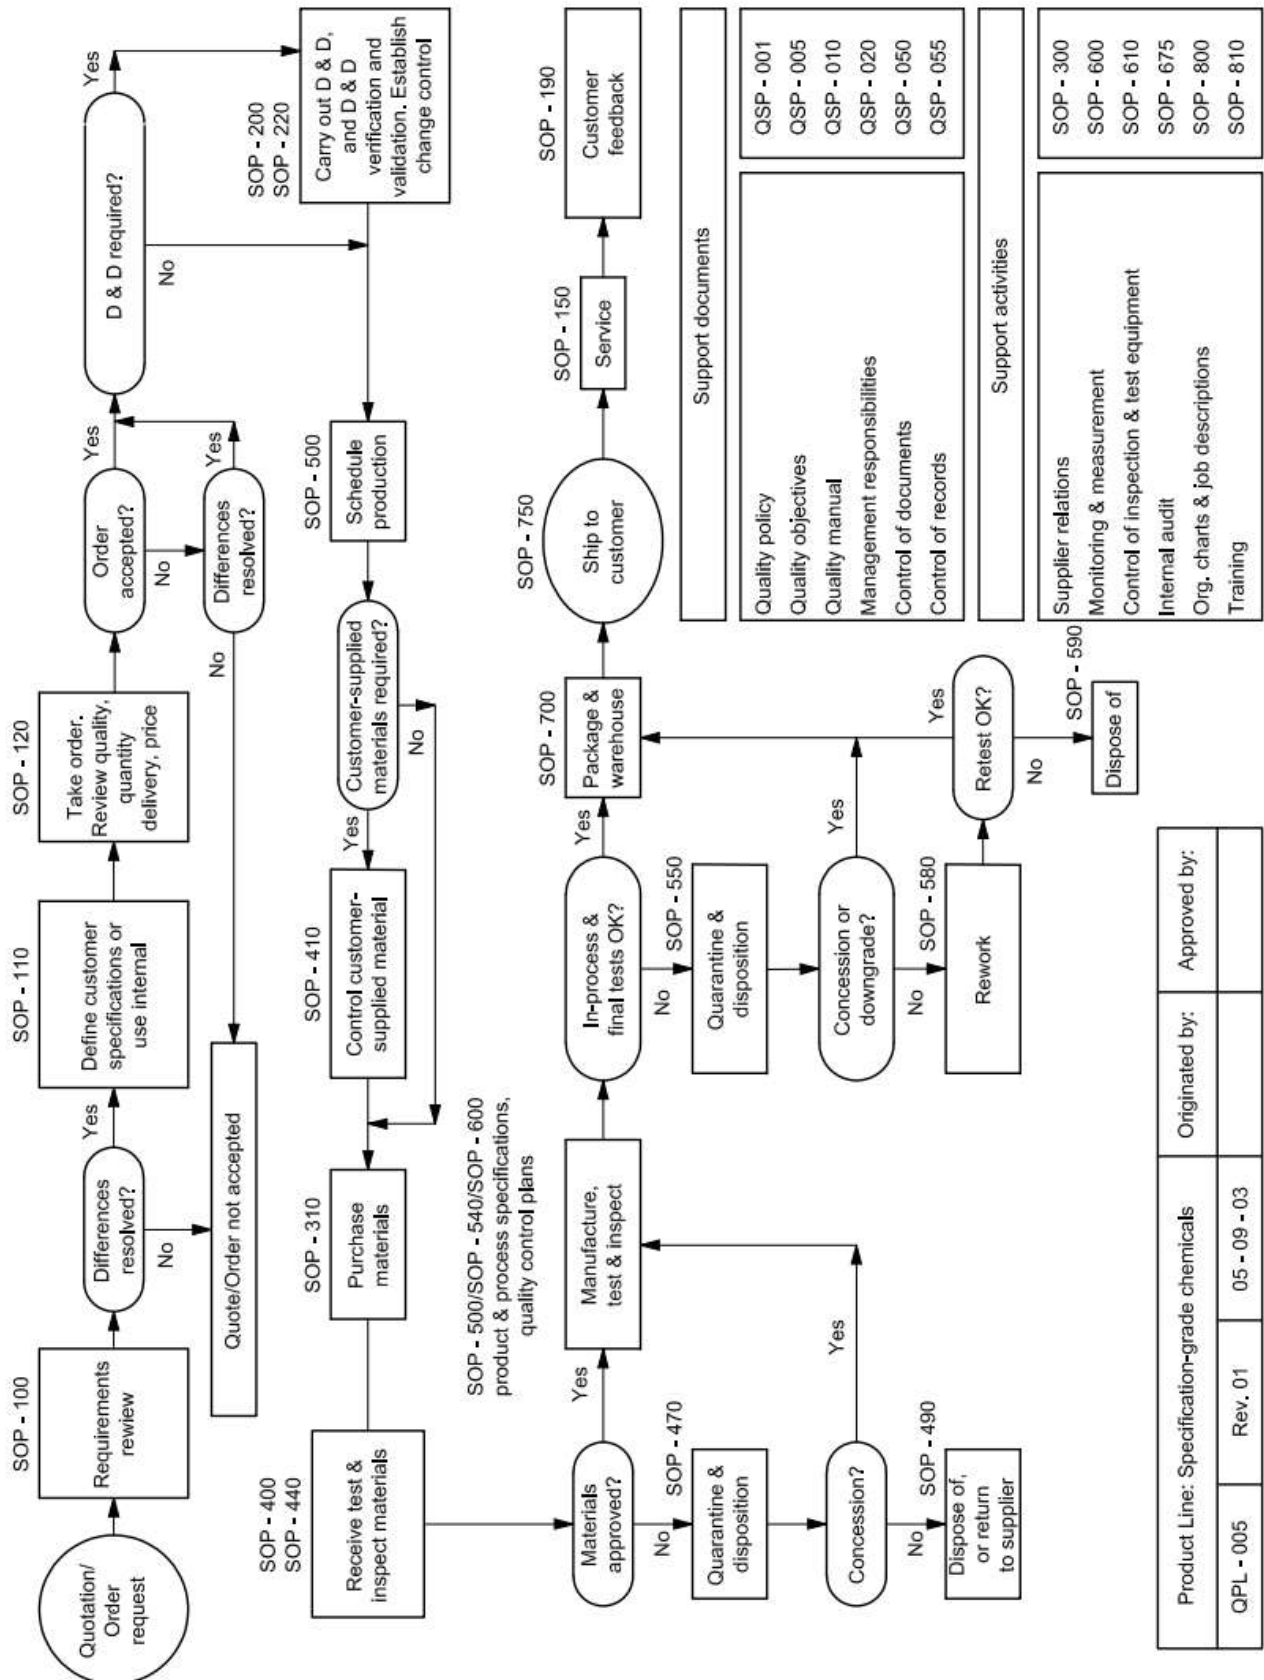 Quotation/
Order
request
SOP - 100
Requirements
rewiew
Differences
resolved?
Yes
No
Quote/Order not accepted
SOP - 110
Define customer
specifications or
use internal
SOP - 120
Take order.
Review quality,
quantity
delivery, price
Order
accepted?
Yes
No
Differences
resolved?
Yes
No
D & D required?
Yes
No
SOP - 200
SOP - 220
Carry out D & D,
and D & D
verification and
validation. Establish
change control
SOP - 500
Schedule
production
Customer-supplied
materials required?
Yes
No
SOP - 410
Control customer-
supplied material
SOP - 310
Purchase
materials
SOP - 400
SOP - 440
Receive test &
inspect materials
Materials
approved?
Yes
No
SOP - 470
Quarantine &
disposition
Concession?
Yes
No
SOP - 490
Dispose of,
or return
to supplier
SOP - 500/SOP - 540/SOP - 600
product & process specifications,
quality control plans
Manufacture,
test & inspect
In-process &
final tests OK?
Yes
No
SOP - 550
Quarantine &
disposition
Concession or
downgrade?
Yes
No
SOP - 580
Rework
Retest OK?
Yes
No
SOP - 590
Dispose of
SOP - 700
Package &
warehouse
SOP - 750
Ship to
customer
SOP - 150
Service
SOP - 190
Customer
feedback
Support documents
Quality policy QSP - 001
Quality objectives QSP - 005
Quality manual QSP - 010
Management responsibilities QSP - 020
Control of documents QSP - 050
Control of records QSP - 055
Support activities
Supplier relations SOP - 300
Monitoring & measurement SOP - 600
Control of inspection & test equipment SOP - 610
Internal audit SOP - 675
Org. charts & job descriptions SOP - 800
Training SOP - 810
Product Line: Specification-grade chemicals Originated by: Approved by:
QPL - 005 Rev. 01 05 - 09 - 03